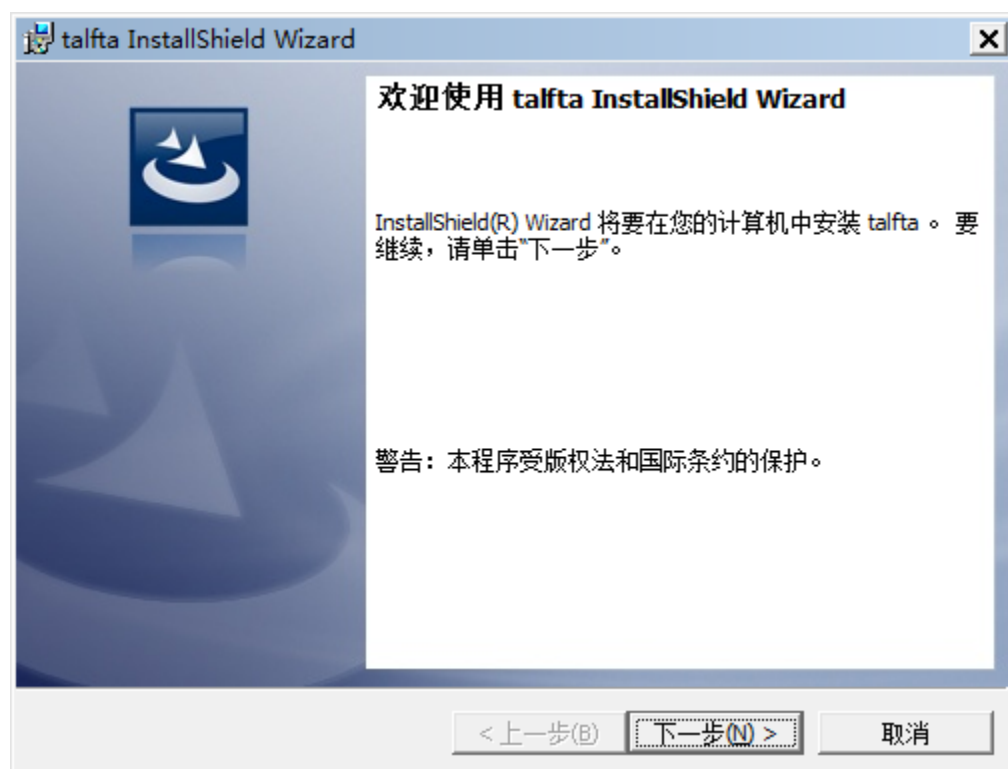 talfta InstallShield Wizard
欢迎使用 talfta InstallShield Wizard
InstallShield(R) Wizard 将要在您的计算机中安装 talfta 。 要
继续，请单击“下一步”。
警告：本程序受版权法和国际条约的保护。
< 上一步(B)
下一步(N) >
取消